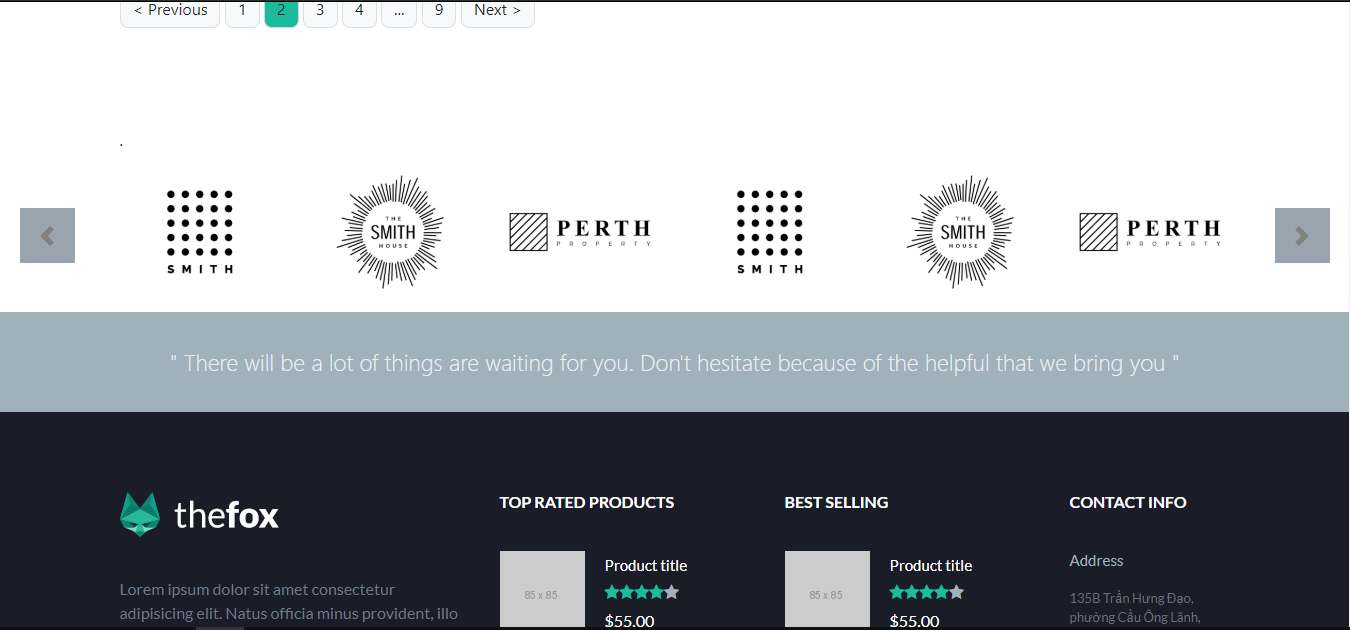 < Previous 1 2 3 4 ... 9 Next >
.
SMITH
THE
SMITH
HOUSE
PERTH
PROPERTY
SMITH
THE
SMITH
HOUSE
PERTH
PROPERTY
" There will be a lot of things are waiting for you. Don't hesitate because of the helpful that we bring you "
thefox
Lorem ipsum dolor sit amet consectetur
adipisicing elit. Natus officia minus provident, illo
TOP RATED PRODUCTS
85 x 85
Product title
$55.00
BEST SELLING
85 x 85
Product title
$55.00
CONTACT INFO
Address
135B Trần Hưng Đạo,
phường Cầu Ông Lãnh,